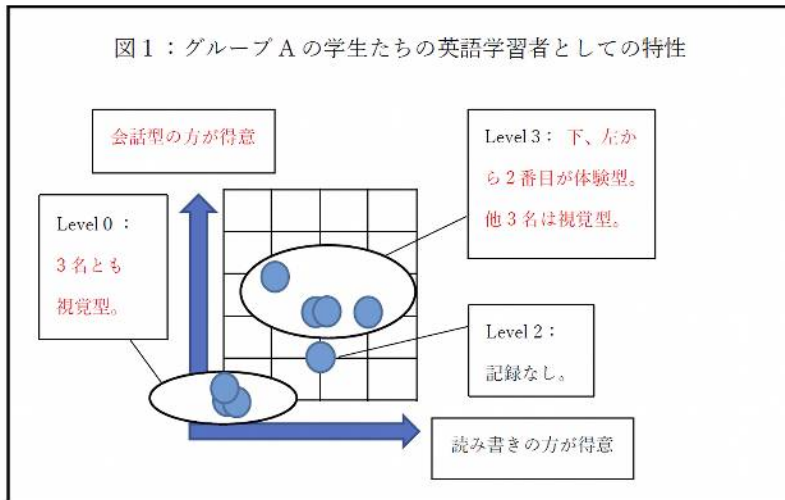 図1：グループAの学生たちの英語学習者としての特性
会話型の方が得意
Level 3： 下、左か
ら2番目が体験型。
他3名は視覚型。
Level 0：
3名とも
視覚型。
Level 2：
記録なし。
読み書きの方が得意